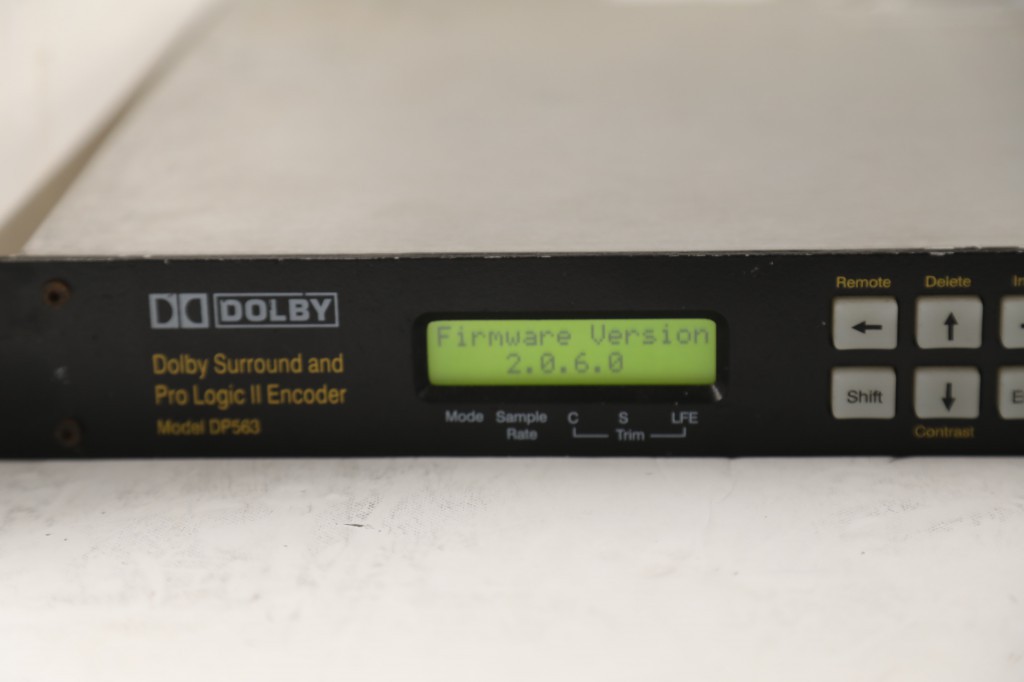 DOLBY
Dolby Surround and
Pro Logic II Encoder
Model DP563
Firmware Version
2.0.6.0
Mode Sample Rate C S LFE
Trim
Remote Delete
Shift
Contrast